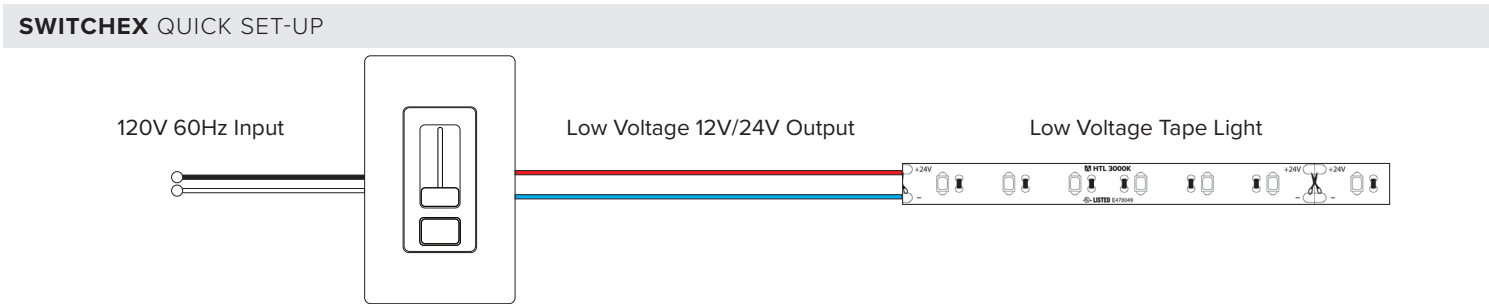 SWITCHEX QUICK SET-UP
120V 60Hz Input
Low Voltage 12V/24V Output
Low Voltage Tape Light
+24V
HTL 3000K
+24V
+24V
-
LISTED E478049
-
-